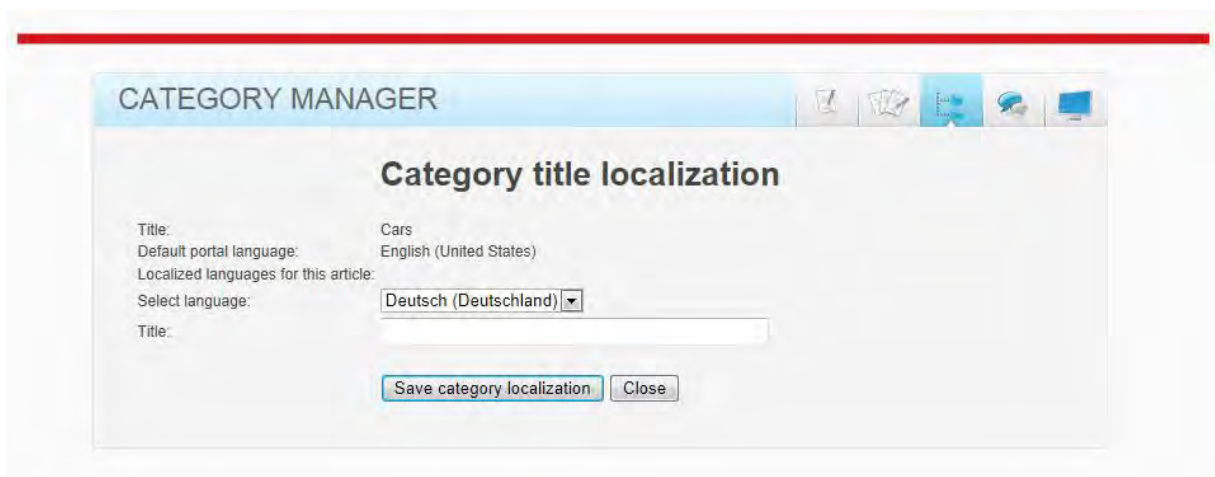 CATEGORY MANAGER
Category title localization
Title: Cars
Default portal language: English (United States)
Localized languages for this article:
Select language: Deutsch (Deutschland)
Title:
Save category localization Close